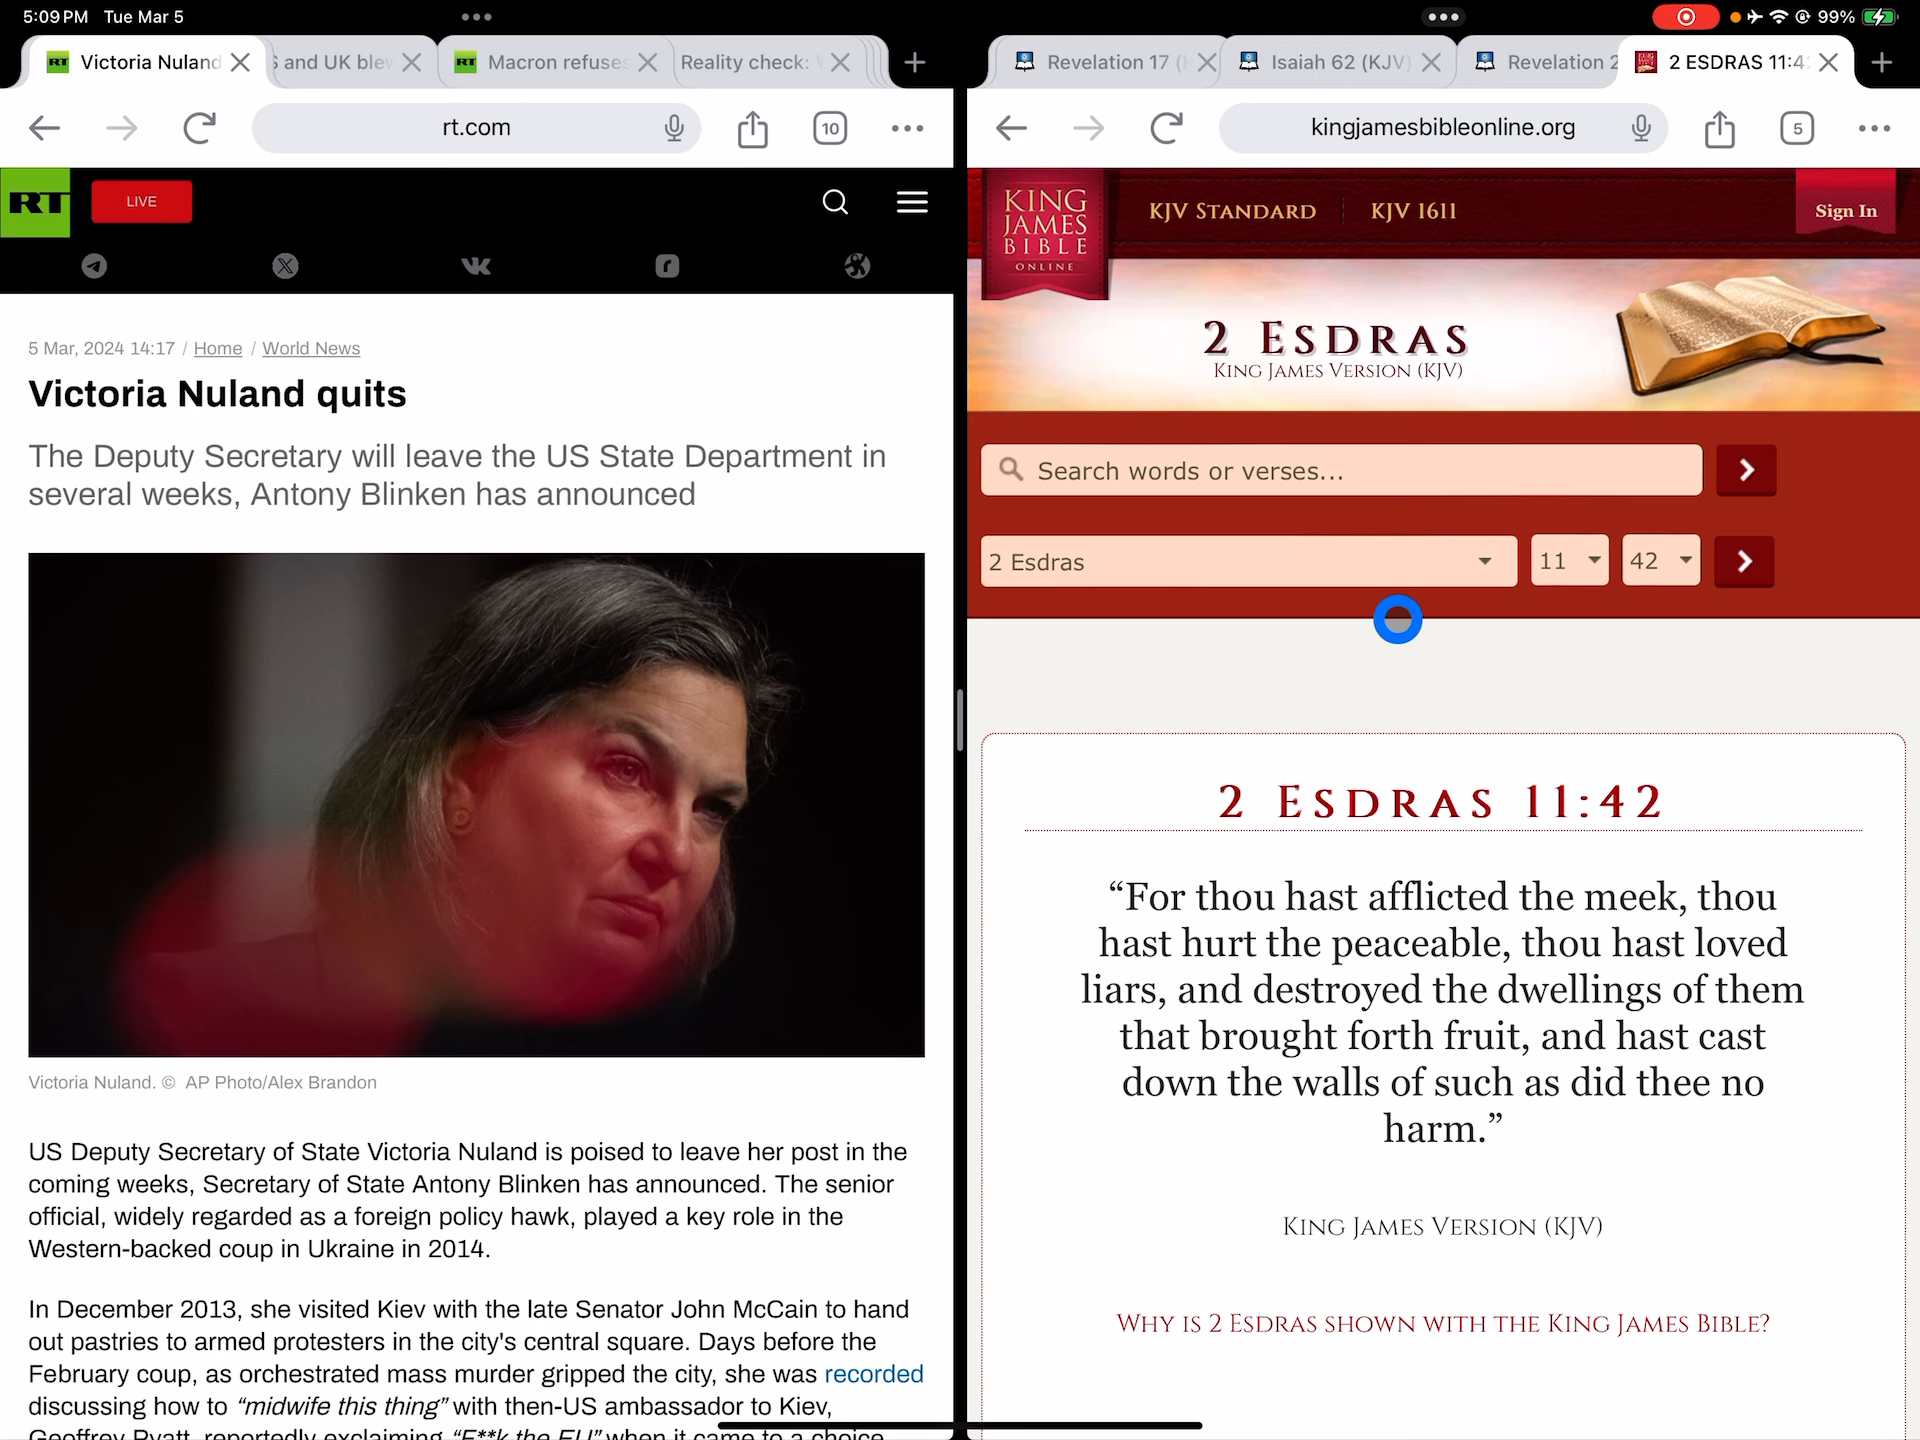 5:09 PM Tue Mar 5
99%
Victoria Nuland
and UK blew
Macron refuses
Reality check:
rt.com
10
RT
LIVE
5 Mar, 2024 14:17 / Home / World News
Victoria Nuland quits
The Deputy Secretary will leave the US State Department in
several weeks, Antony Blinken has announced
Victoria Nuland. © AP Photo/Alex Brandon
US Deputy Secretary of State Victoria Nuland is poised to leave her post in the
coming weeks, Secretary of State Antony Blinken has announced. The senior
official, widely regarded as a foreign policy hawk, played a key role in the
Western-backed coup in Ukraine in 2014.
In December 2013, she visited Kiev with the late Senator John McCain to hand
out pastries to armed protesters in the city's central square. Days before the
February coup, as orchestrated mass murder gripped the city, she was recorded
discussing how to “midwife this thing” with then-US ambassador to Kiev,
Geoffrey Pyatt, reportedly exclaiming “F**k the EU” when it came to a choice
Revelation 17 (
Isaiah 62 (KJV)
Revelation 2
2 ESDRAS 11:4
kingjamesbibleonline.org
5
KING
JAMES
BIBLE
ONLINE
KJV STANDARD
KJV 1611
Sign In
2 ESDRAS
KING JAMES VERSION (KJV)
Search words or verses...
2 Esdras
11
42
2 ESDRAS 11:42
“For thou hast afflicted the meek, thou
hast hurt the peaceable, thou hast loved
liars, and destroyed the dwellings of them
that brought forth fruit, and hast cast
down the walls of such as did thee no
harm.”
KING JAMES VERSION (KJV)
WHY IS 2 ESDRAS SHOWN WITH THE KING JAMES BIBLE?